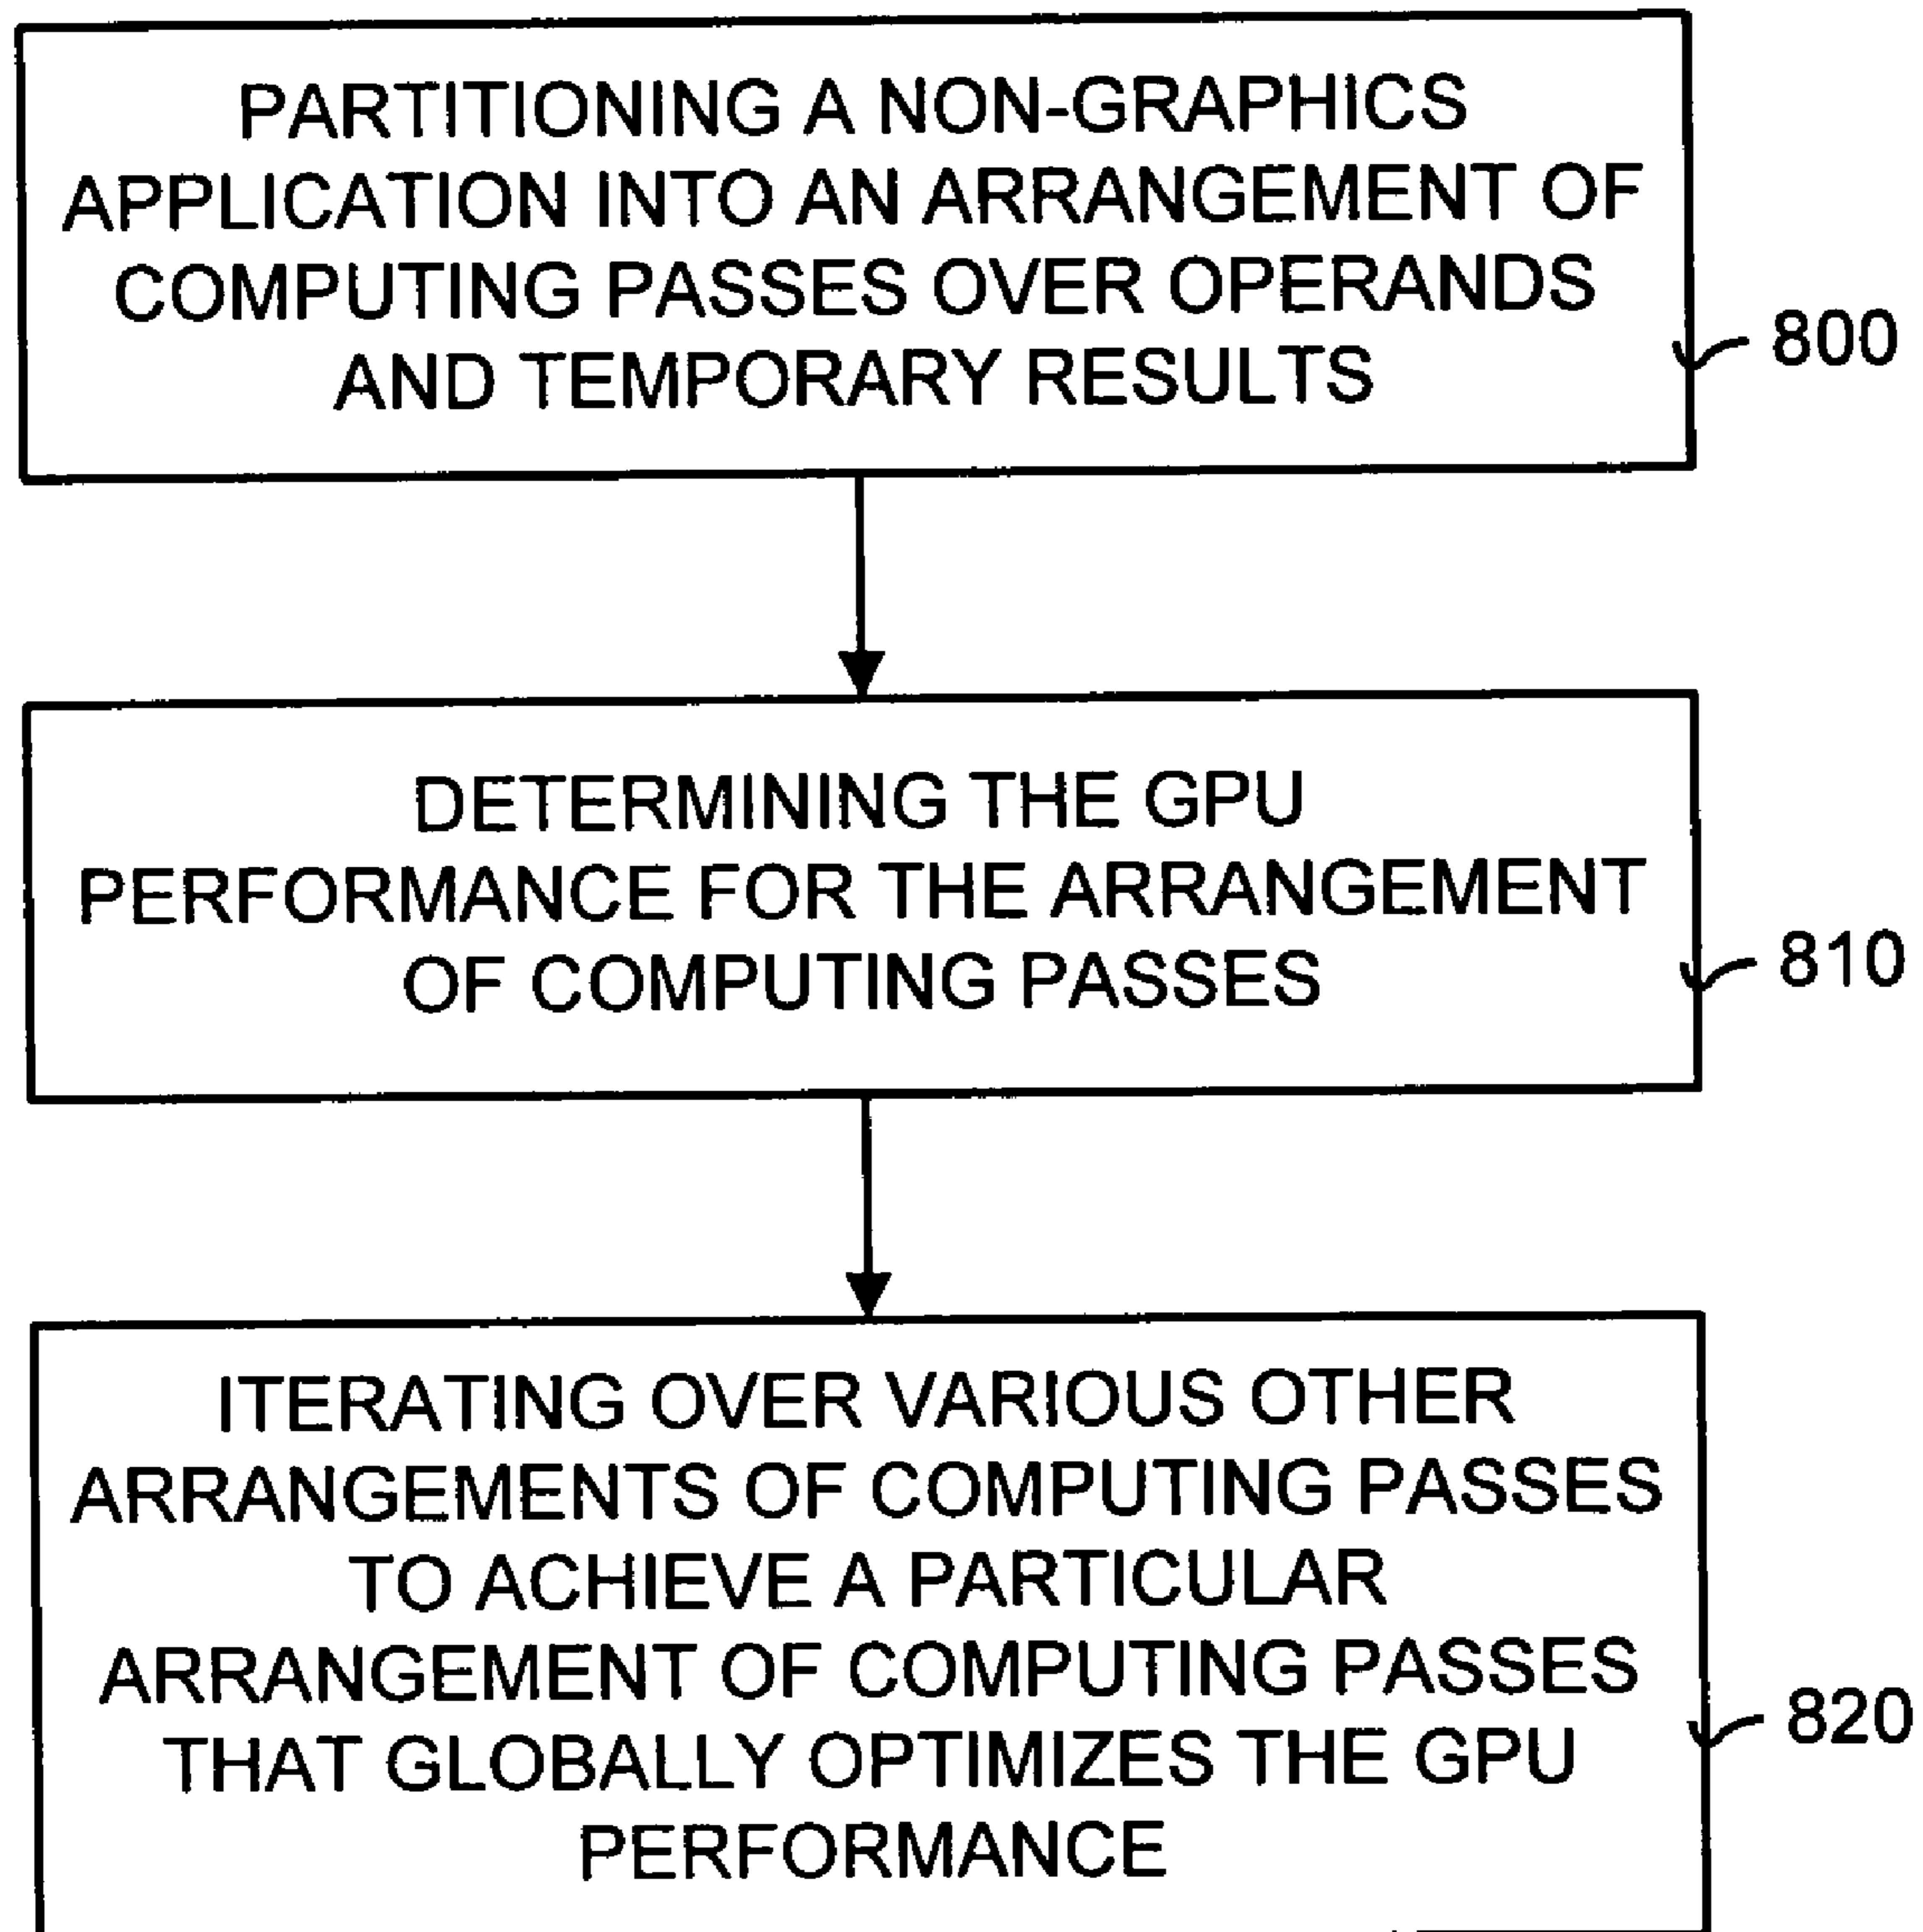 PARTITIONING A NON-GRAPHICS
APPLICATION INTO AN ARRANGEMENT OF
COMPUTING PASSES OVER OPERANDS
AND TEMPORARY RESULTS
800
DETERMINING THE GPU
PERFORMANCE FOR THE ARRANGEMENT
OF COMPUTING PASSES
810
ITERATING OVER VARIOUS OTHER
ARRANGEMENTS OF COMPUTING PASSES
TO ACHIEVE A PARTICULAR
ARRANGEMENT OF COMPUTING PASSES
THAT GLOBALLY OPTIMIZES THE GPU
PERFORMANCE
820